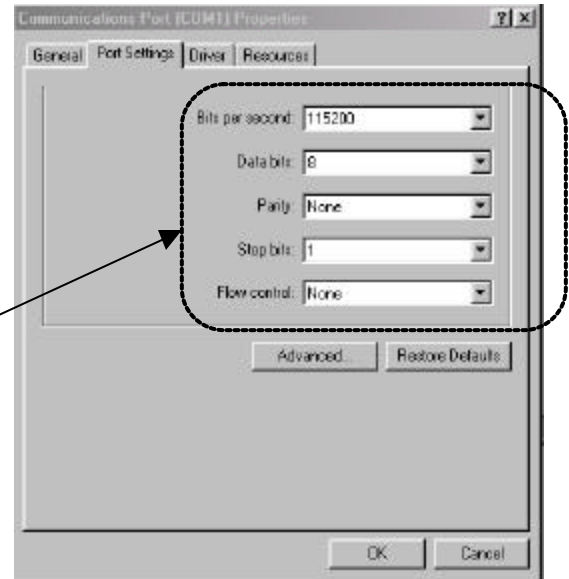 Communications Port (COM1) Properties
General Port Settings Driver Resources
Bits per second: 115200
Data bits: 8
Parity: None
Stop bits: 1
Flow control: None
Advanced... Restore Defaults
OK Cancel